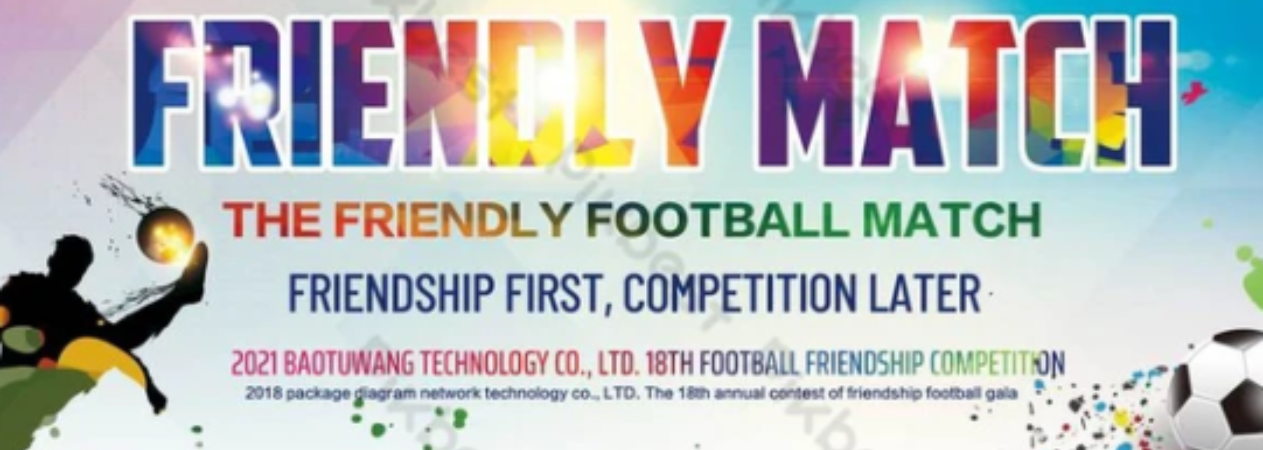 FRIENDLY MATCH
THE FRIENDLY FOOTBALL MATCH
FRIENDSHIP FIRST, COMPETITION LATER
2021 BAOTUWANG TECHNOLOGY CO., LTD. 18TH FOOTBALL FRIENDSHIP COMPETITION
2018 package diagram network technology co., LTD. The 18th annual contest of friendship football gala